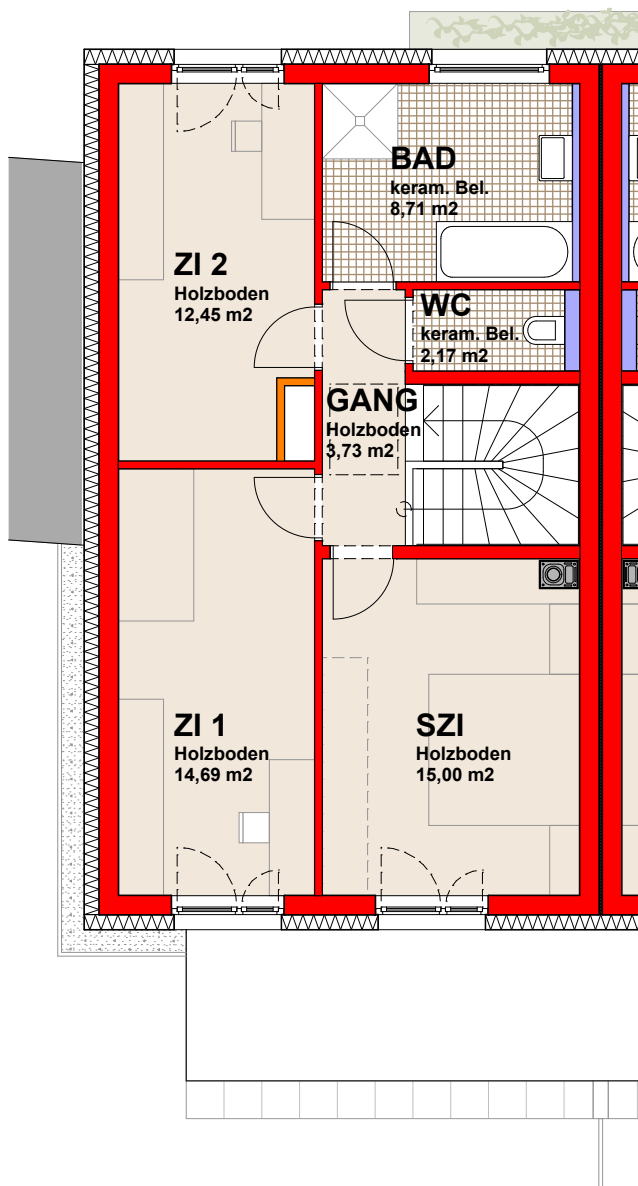 BAD
keram. Bel.
8,71 m2
ZI 2
Holzboden
12,45 m2
WC
keram. Bel.
2,17 m2
GANG
Holzboden
3,73 m2
ZI 1
Holzboden
14,69 m2
SZI
Holzboden
15,00 m2